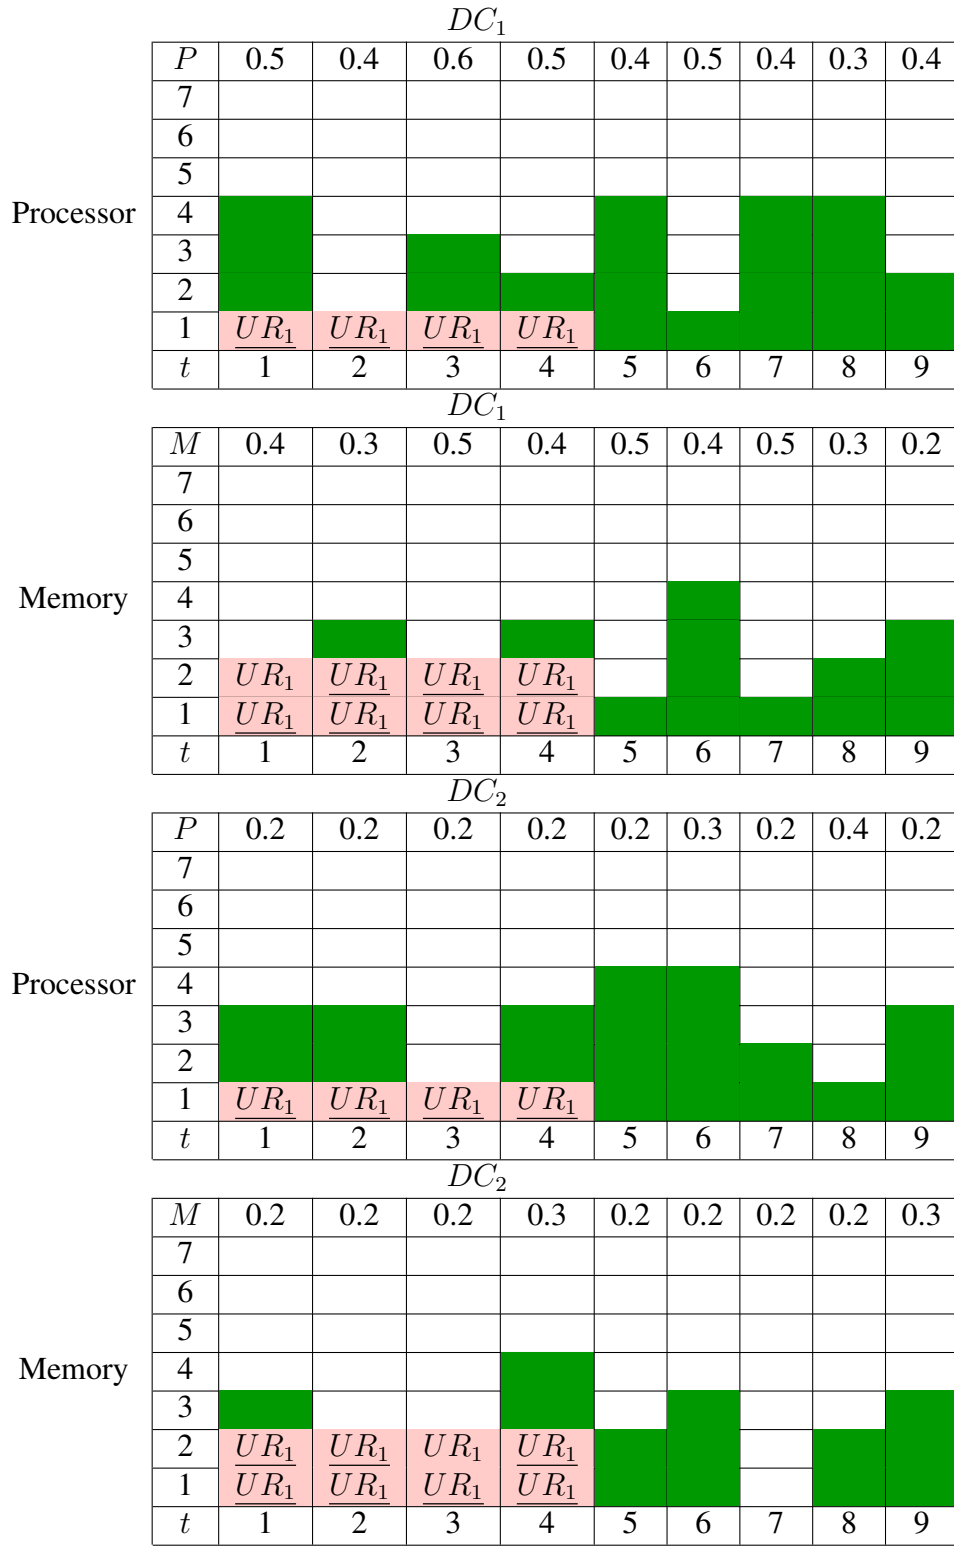 DC₁
P 0.5 0.4 0.6 0.5 0.4 0.5 0.4 0.3 0.4
7
6
5
Processor 4
3
2
1 UR₁ UR₁ UR₁ UR₁
t 1 2 3 4 5 6 7 8 9
DC₁
M 0.4 0.3 0.5 0.4 0.5 0.4 0.5 0.3 0.2
7
6
5
Memory 4
3
2 UR₁ UR₁ UR₁ UR₁
1 UR₁ UR₁ UR₁ UR₁
t 1 2 3 4 5 6 7 8 9
DC₂
P 0.2 0.2 0.2 0.2 0.2 0.3 0.2 0.4 0.2
7
6
5
Processor 4
3
2
1 UR₁ UR₁ UR₁ UR₁
t 1 2 3 4 5 6 7 8 9
DC₂
M 0.2 0.2 0.2 0.3 0.2 0.2 0.2 0.2 0.3
7
6
5
Memory 4
3
2 UR₁ UR₁ UR₁ UR₁
1 UR₁ UR₁ UR₁ UR₁
t 1 2 3 4 5 6 7 8 9